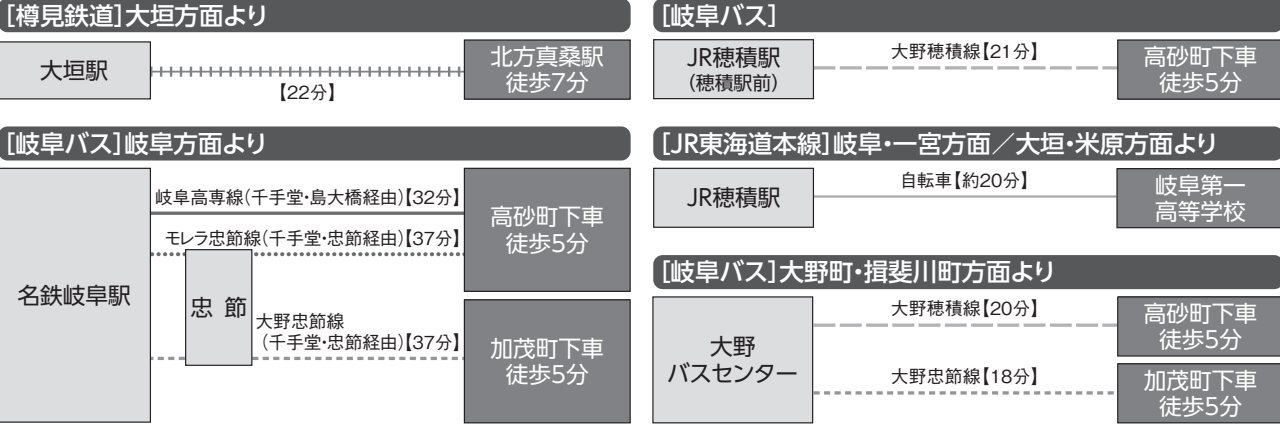 [樽見鉄道]大垣方面より
大垣駅
【22分】
北方真桑駅
徒歩7分
[岐阜バス]岐阜方面より
名鉄岐阜駅
岐阜高専線(千手堂・島大橋経由)【32分】
モレラ忠節線(千手堂・忠節経由)【37分】
高砂町下車
徒歩5分
忠節
大野忠節線
(千手堂・忠節経由)【37分】
加茂町下車
徒歩5分
[岐阜バス]
JR穂積駅
(穂積駅前)
大野穂積線【21分】
高砂町下車
徒歩5分
[JR東海道本線]岐阜・一宮方面／大垣・米原方面より
JR穂積駅
自転車【約20分】
岐阜第一
高等学校
[岐阜バス]大野町・揖斐川町方面より
大野
バスセンター
大野穂積線【20分】
高砂町下車
徒歩5分
大野忠節線【18分】
加茂町下車
徒歩5分